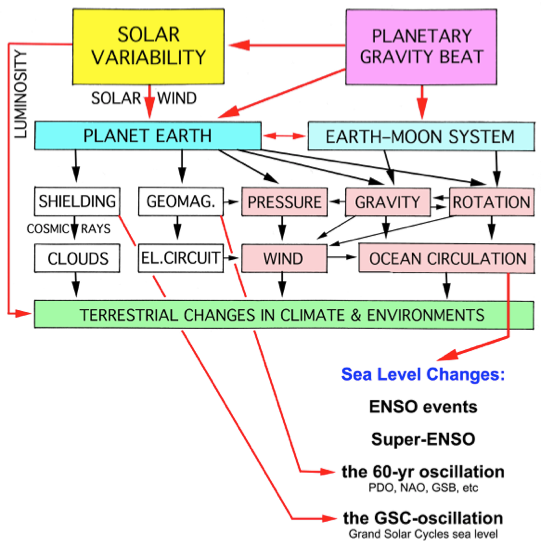 SOLAR
VARIABILITY
PLANETARY
GRAVITY BEAT
LUMINOSITY
SOLAR WIND
PLANET EARTH
EARTH-MOON SYSTEM
SHIELDING
GEOMAG.
PRESSURE
GRAVITY
ROTATION
COSMIC RAYS
CLOUDS
EL.CIRCUIT
WIND
OCEAN CIRCULATION
TERRESTRIAL CHANGES IN CLIMATE & ENVIRONMENTS
Sea Level Changes:
ENSO events
Super-ENSO
the 60-yr oscillation
PDO, NAO, GSB, etc
the GSC-oscillation
Grand Solar Cycles sea level